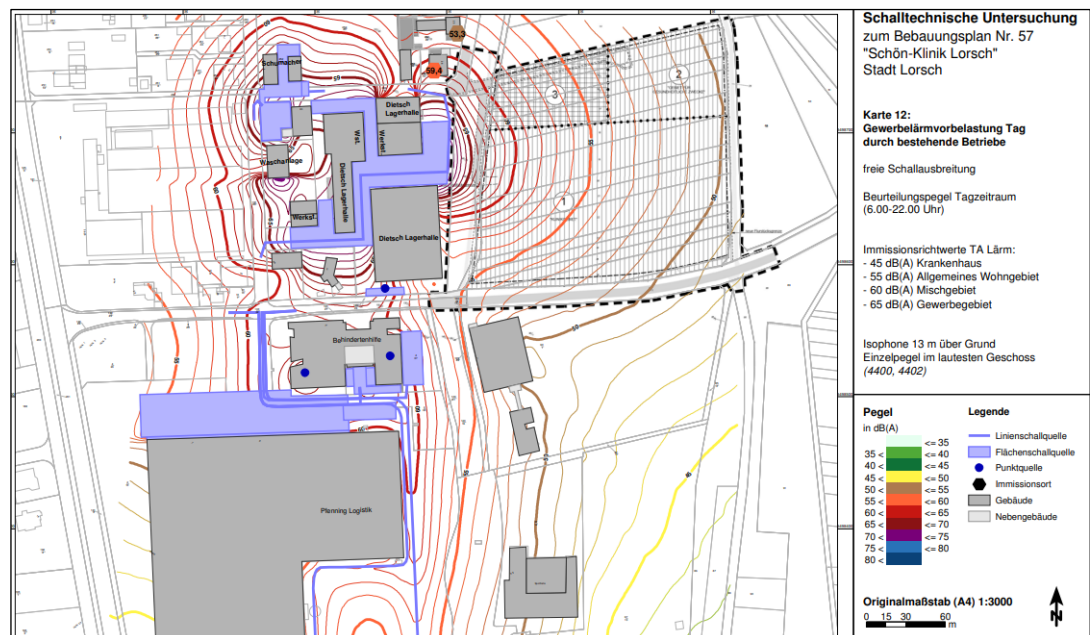 Schalltechnische Untersuchung
zum Bebauungsplan Nr. 57
"Schön-Klinik Lorsch"
Stadt Lorsch
Karte 12:
Gewerbelärmvorbelastung Tag
durch bestehende Betriebe
freie Schallausbreitung
Beurteilungspegel Tagzeitraum
(6.00-22.00 Uhr)
Immissionsrichtwerte TA Lärm:
- 45 dB(A) Krankenhaus
- 55 dB(A) Allgemeines Wohngebiet
- 60 dB(A) Mischgebiet
- 65 dB(A) Gewerbegebiet
Isophone 13 m über Grund
Einzelpegel im lautesten Geschoss
(4400, 4402)
Pegel
in dB(A)
<= 35
35 < <= 40
40 < <= 45
45 < <= 50
50 < <= 55
55 < <= 60
60 < <= 65
65 < <= 70
70 < <= 75
75 < <= 80
80 <
Legende
Linienschallquelle
Flächenschallquelle
Punktquelle
Immissionsort
Gebäude
Nebengebäude
Originalmaßstab (A4) 1:3000
0 15 30 60
m
N
53.3
59,4
Schumacher
Dietsch
Lagerhalle
Wst.
Werkst.
Waschanlage
Dietsch Lagerhalle
Werkst.
Dietsch Lagerhalle
1
2
3
Behindertenhilfe
Pfenning Logistik